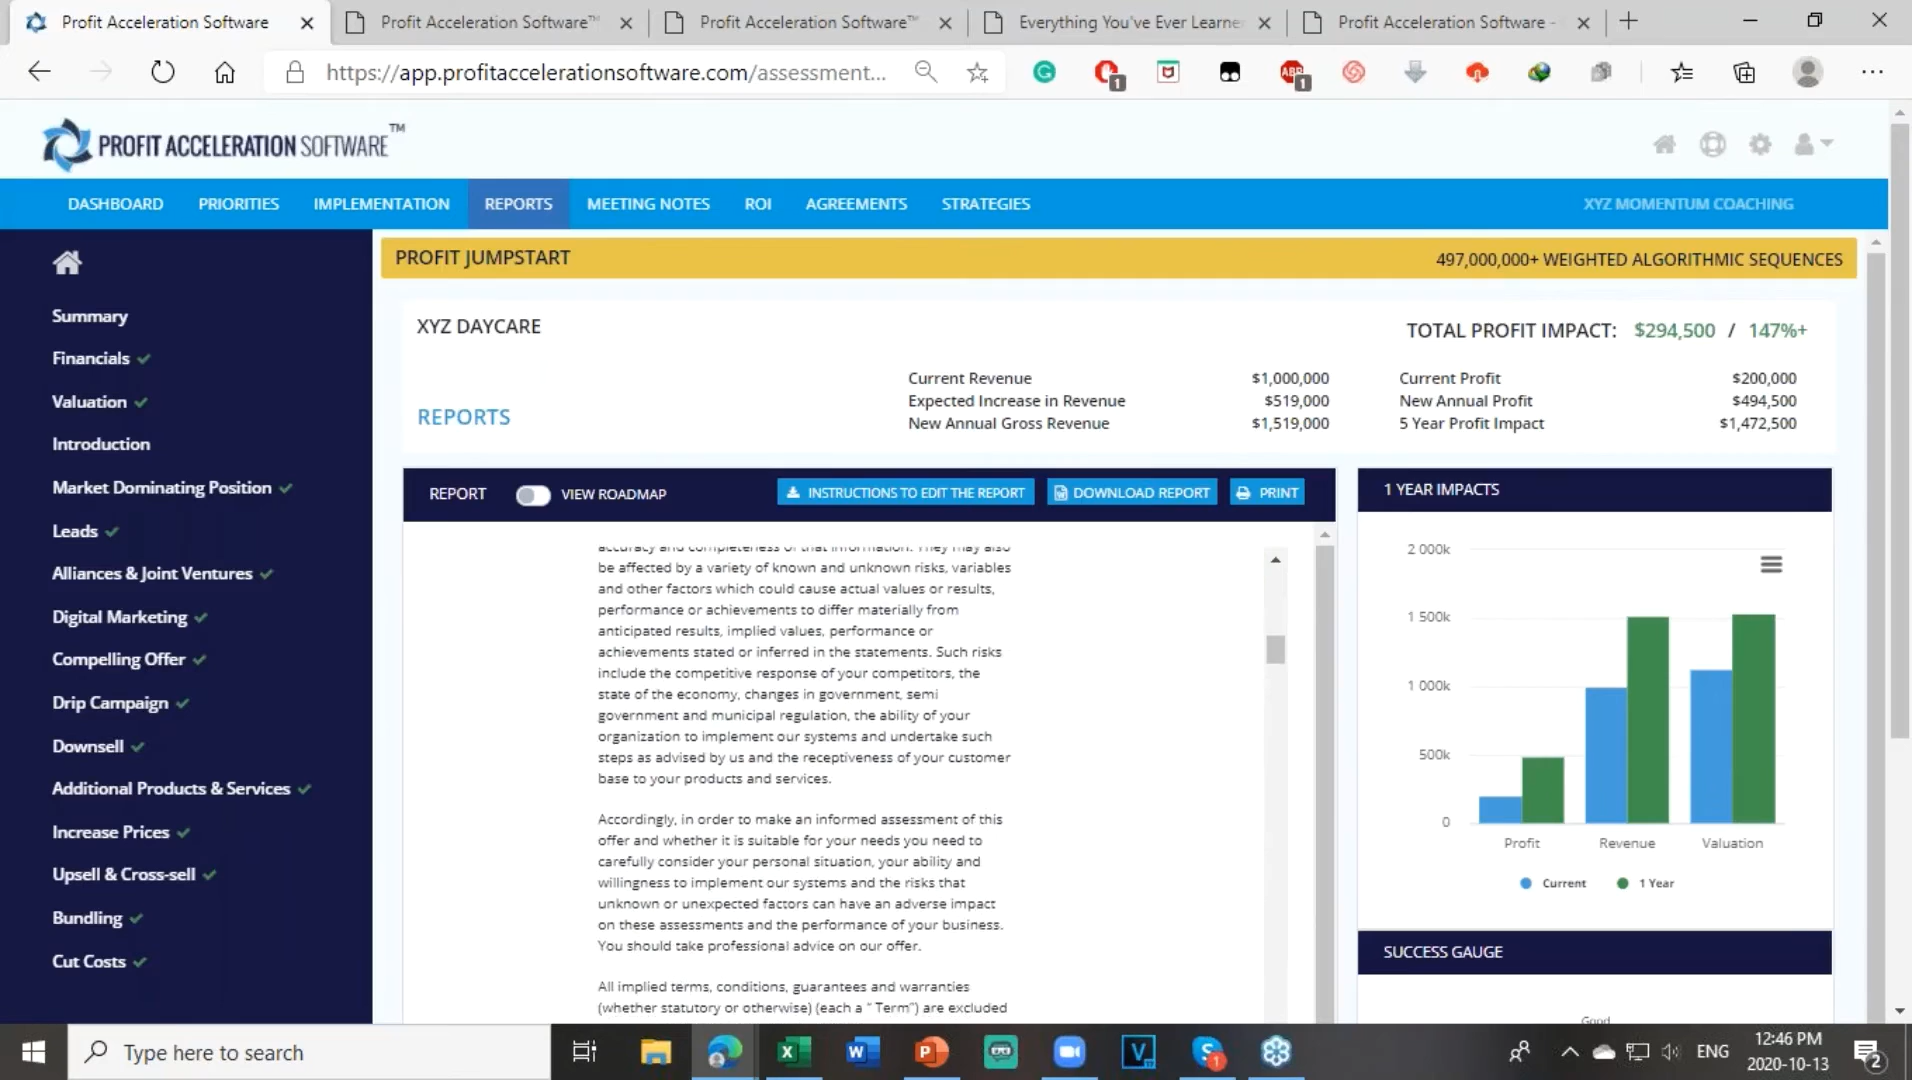 Profit Acceleration Software
Profit Acceleration Software™
Profit Acceleration Software™
Everything You've Ever Learne
Profit Acceleration Software -
https://app.profitaccelerationsoftware.com/assessment...
1
ABP
1
PROFIT ACCELERATION SOFTWARE™
DASHBOARD
PRIORITIES
IMPLEMENTATION
REPORTS
MEETING NOTES
ROI
AGREEMENTS
STRATEGIES
XYZ MOMENTUM COACHING
Summary
Financials
Valuation
Introduction
Market Dominating Position
Leads
Alliances & Joint Ventures
Digital Marketing
Compelling Offer
Drip Campaign
Downsell
Additional Products & Services
Increase Prices
Upsell & Cross-sell
Bundling
Cut Costs
PROFIT JUMPSTART
497,000,000+ WEIGHTED ALGORITHMIC SEQUENCES
XYZ DAYCARE
TOTAL PROFIT IMPACT: $294,500 / 147%+
REPORTS
Current Revenue $1,000,000
Expected Increase in Revenue $519,000
New Annual Gross Revenue $1,519,000
Current Profit $200,000
New Annual Profit $494,500
5 Year Profit Impact $1,472,500
REPORT
VIEW ROADMAP
INSTRUCTIONS TO EDIT THE REPORT
DOWNLOAD REPORT
PRINT
accuracy and completeness of that information. They may also
be affected by a variety of known and unknown risks, variables
and other factors which could cause actual values or results,
performance or achievements to differ materially from
anticipated results, implied values, performance or
achievements stated or inferred in the statements. Such risks
include the competitive response of your competitors, the
state of the economy, changes in government, semi
government and municipal regulation, the ability of your
organization to implement our systems and undertake such
steps as advised by us and the receptiveness of your customer
base to your products and services.
Accordingly, in order to make an informed assessment of this
offer and whether it is suitable for your needs you need to
carefully consider your personal situation, your ability and
willingness to implement our systems and the risks that
unknown or unexpected factors can have an adverse impact
on these assessments and the performance of your business.
You should take professional advice on our offer.
All implied terms, conditions, guarantees and warranties
(whether statutory or otherwise) (each a " Term") are excluded
1 YEAR IMPACTS
2 000k
1 500k
1 000k
500k
0
Profit
Revenue
Valuation
Current
1 Year
SUCCESS GAUGE
Good
Type here to search
1
ENG
12:46 PM
2020-10-13
2